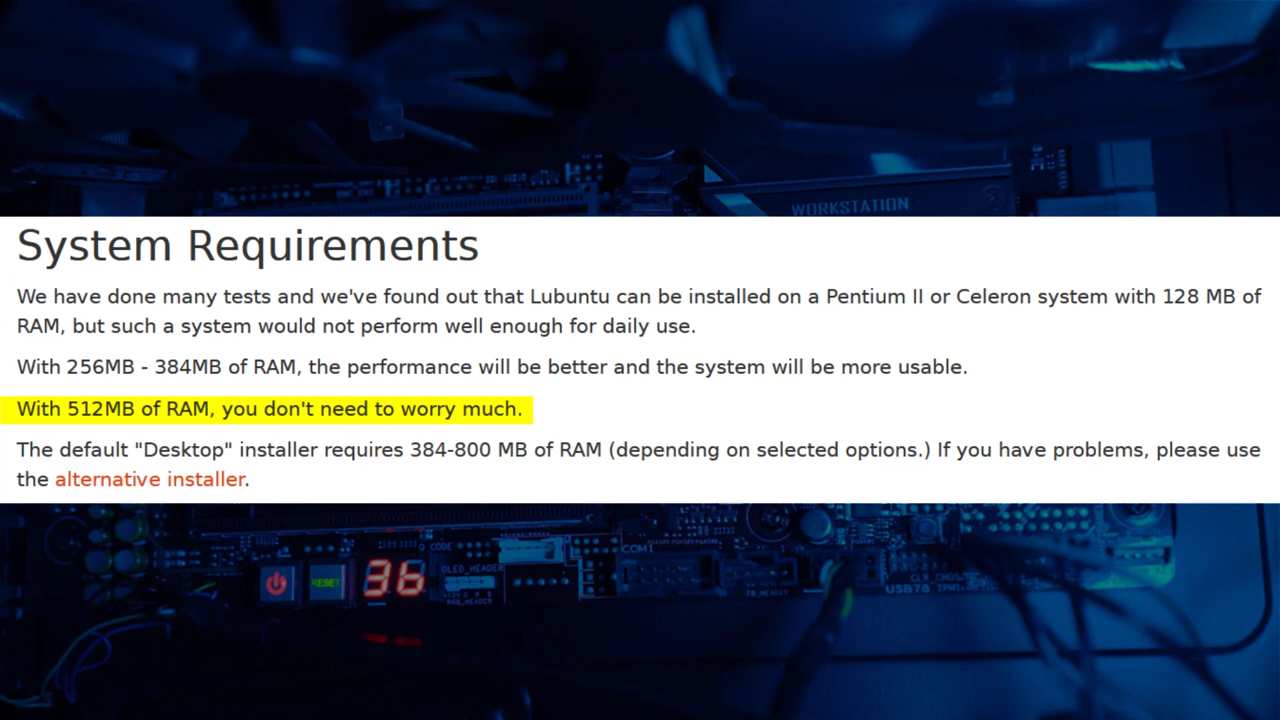 WORKSTATION
System Requirements
We have done many tests and we've found out that Lubuntu can be installed on a Pentium II or Celeron system with 128 MB of
RAM, but such a system would not perform well enough for daily use.
With 256MB - 384MB of RAM, the performance will be better and the system will be more usable.
With 512MB of RAM, you don't need to worry much.
The default "Desktop" installer requires 384-800 MB of RAM (depending on selected options.) If you have problems, please use
the alternative installer.
Q CODE
COM1
OLED_HEADER
RESET
36